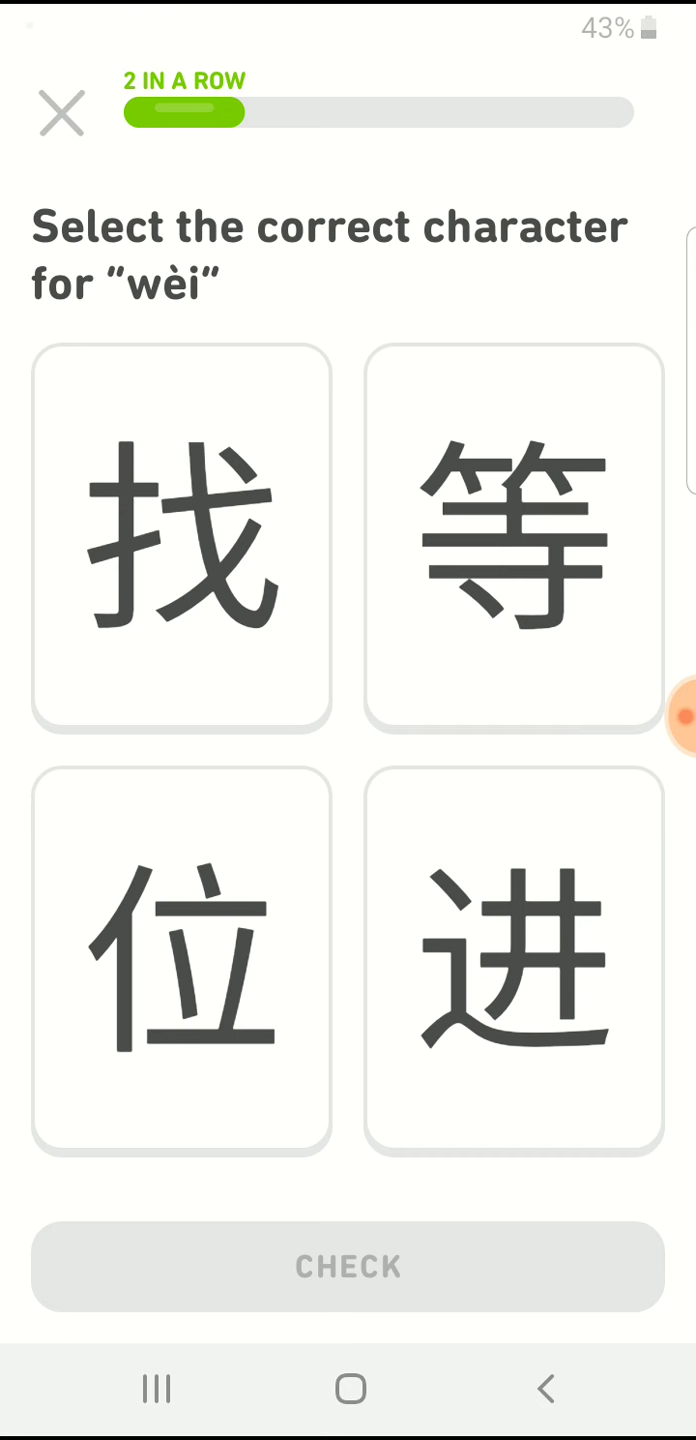 43%
2 IN A ROW
Select the correct character
for "wèi"
找 等
位 进
CHECK